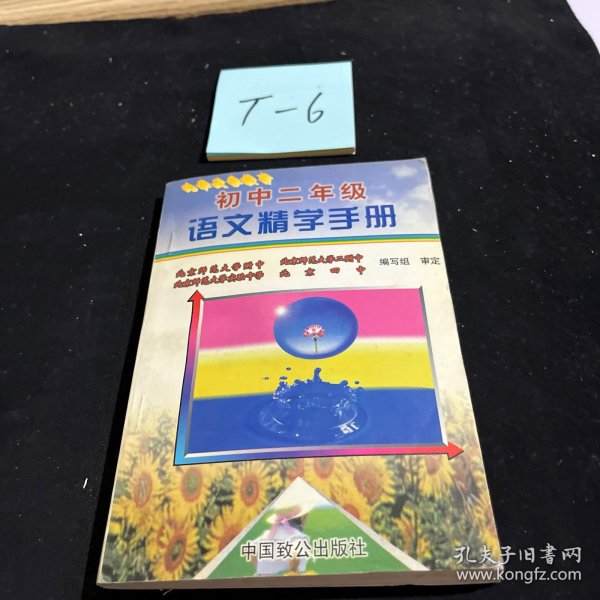 T-6
初中二年级
语文精学手册
北京师范大学附中 北京师范大学二附中
北京师范大学实验中学 北京四中
编写组 审定
中国致公出版社
孔夫子旧书网
www.kongfz.com